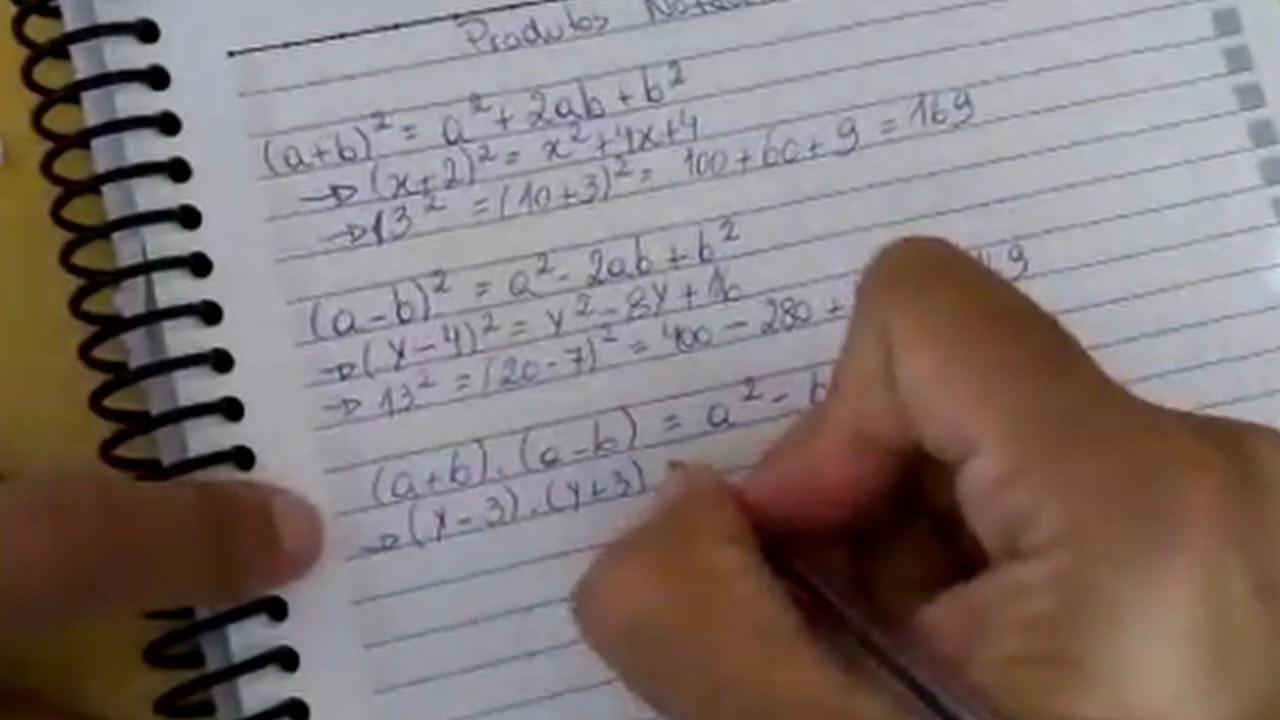 Produtos
(a+b)² = a² + 2ab + b²
→ (x+2)² = x² + 4x + 4
→ 13² = (10+3)² = 100 + 60 + 9 = 169
(a-b)² = a² - 2ab + b²
→ (y-4)² = y² - 8y + 16
→ 13² = (20-7)² = 400 - 280 +
(a+b).(a-b) = a² - b
→ (y-3).(y+3)